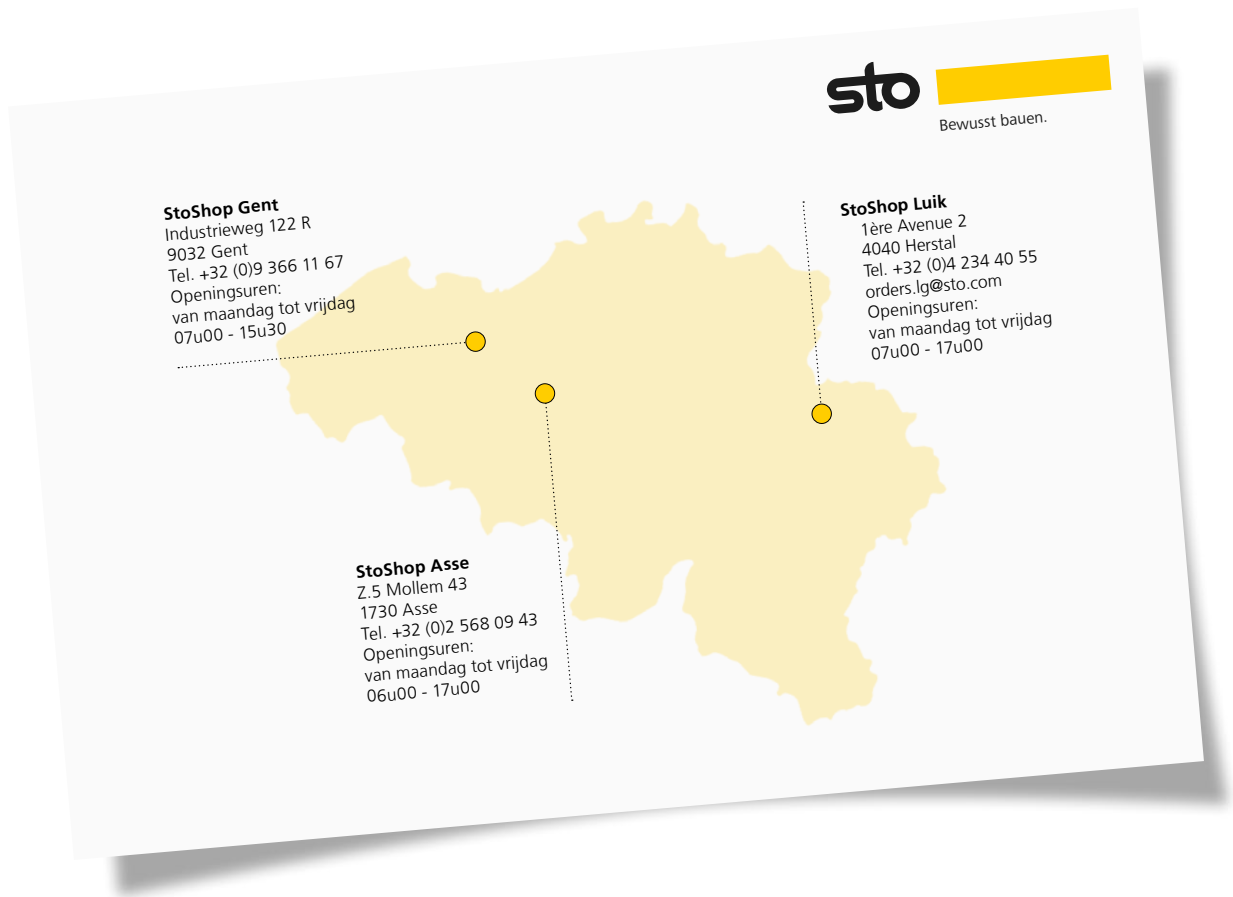 sto
Bewusst bauen.
StoShop Gent
Industrieweg 122 R
9032 Gent
Tel. +32 (0)9 366 11 67
Openingsuren:
van maandag tot vrijdag
07u00 - 15u30
StoShop Luik
1ère Avenue 2
4040 Herstal
Tel. +32 (0)4 234 40 55
orders.lg@sto.com
Openingsuren:
van maandag tot vrijdag
07u00 - 17u00
StoShop Asse
Z.5 Mollem 43
1730 Asse
Tel. +32 (0)2 568 09 43
Openingsuren:
van maandag tot vrijdag
06u00 - 17u00